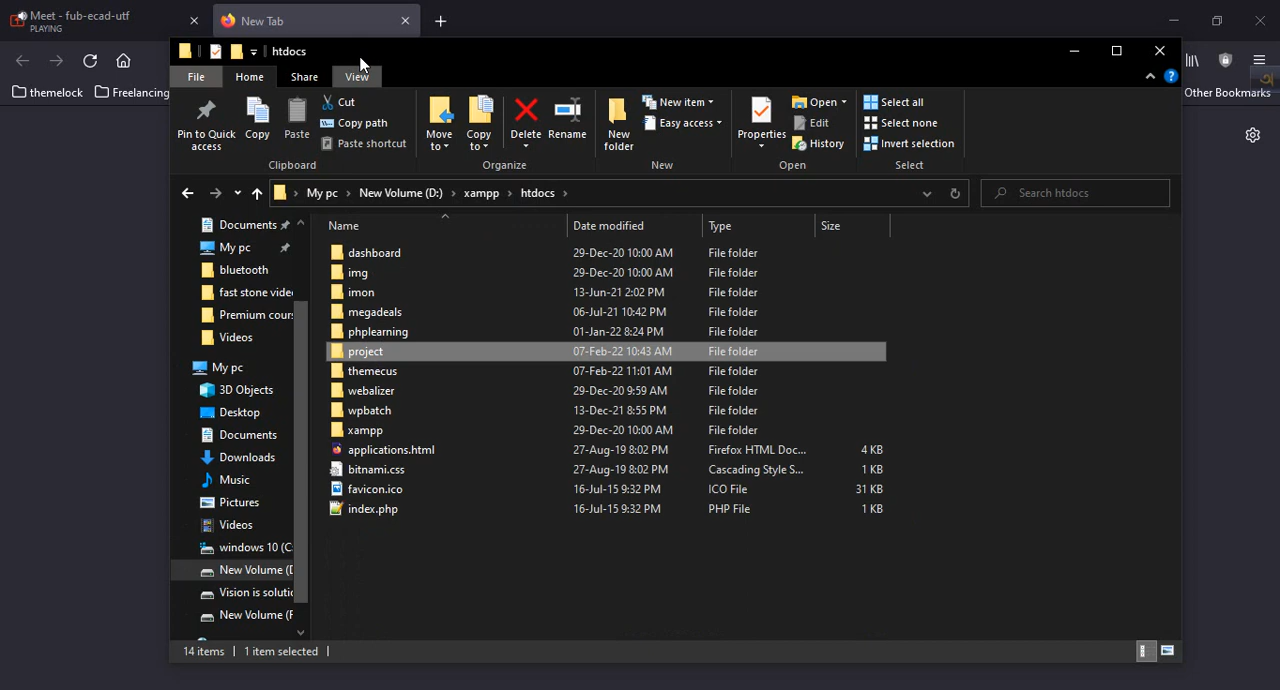 Meet - fub-ecad-utf
PLAYING
New Tab
themelock
Freelancing
Other Bookmarks
htdocs
File
Home
Share
View
Pin to Quick access
Copy
Paste
Cut
Copy path
Paste shortcut
Clipboard
Move to
Copy to
Delete
Rename
Organize
New folder
New item
Easy access
New
Properties
Open
Edit
History
Open
Select all
Select none
Invert selection
Select
My pc > New Volume (D:) > xampp > htdocs >
Search htdocs
Name Date modified Type Size
Documents
My pc
bluetooth
fast stone vide
Premium cour
Videos
My pc
3D Objects
Desktop
Documents
Downloads
Music
Pictures
Videos
windows 10 (C
New Volume (D
Vision is soluti
New Volume (F
dashboard 29-Dec-20 10:00 AM File folder
img 29-Dec-20 10:00 AM File folder
imon 13-Jun-21 2:02 PM File folder
megadeals 06-Jul-21 10:42 PM File folder
phplearning 01-Jan-22 8:24 PM File folder
project 07-Feb-22 10:43 AM File folder
themecus 07-Feb-22 11:01 AM File folder
webalizer 29-Dec-20 9:59 AM File folder
wpbatch 13-Dec-21 8:55 PM File folder
xampp 29-Dec-20 10:00 AM File folder
applications.html 27-Aug-19 8:02 PM Firefox HTML Doc... 4 KB
bitnami.css 27-Aug-19 8:02 PM Cascading Style S... 1 KB
favicon.ico 16-Jul-15 9:32 PM ICO File 31 KB
index.php 16-Jul-15 9:32 PM PHP File 1 KB
14 items
1 item selected